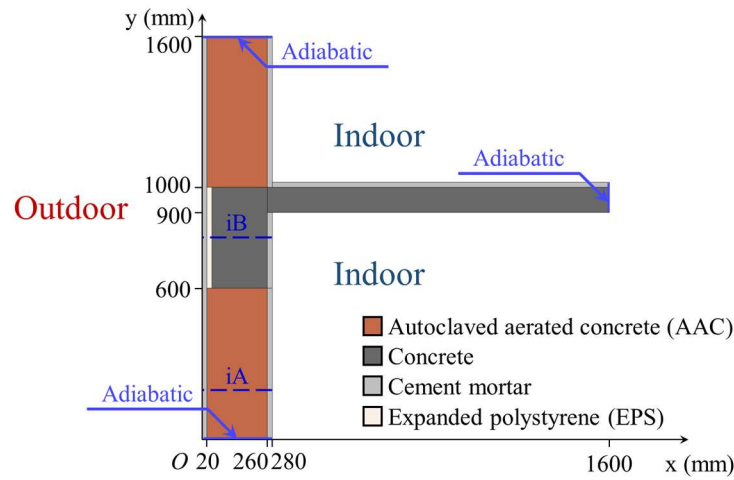 y (mm)
1600
Adiabatic
Indoor
Adiabatic
1000
Outdoor
900
iB
Indoor
600
Autoclaved aerated concrete (AAC)
Concrete
iA
Cement mortar
Adiabatic
Expanded polystyrene (EPS)
O 20 260 280 1600 x (mm)